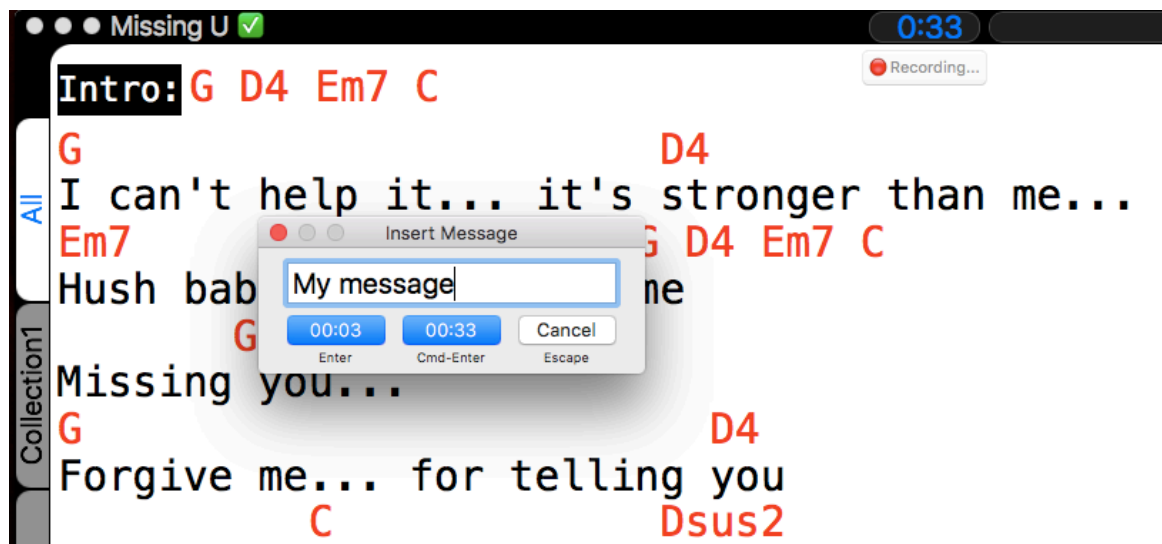 Missing U ✅ 0:33
Recording...
Intro: G D4 Em7 C
G D4
I can't help it... it's stronger than me...
Em7 G D4 Em7 C
Hush bab me
G
Missing you...
G D4
Forgive me... for telling you
C Dsus2
All
Collection1
Insert Message
My message
00:03 00:33 Cancel
Enter Cmd-Enter Escape